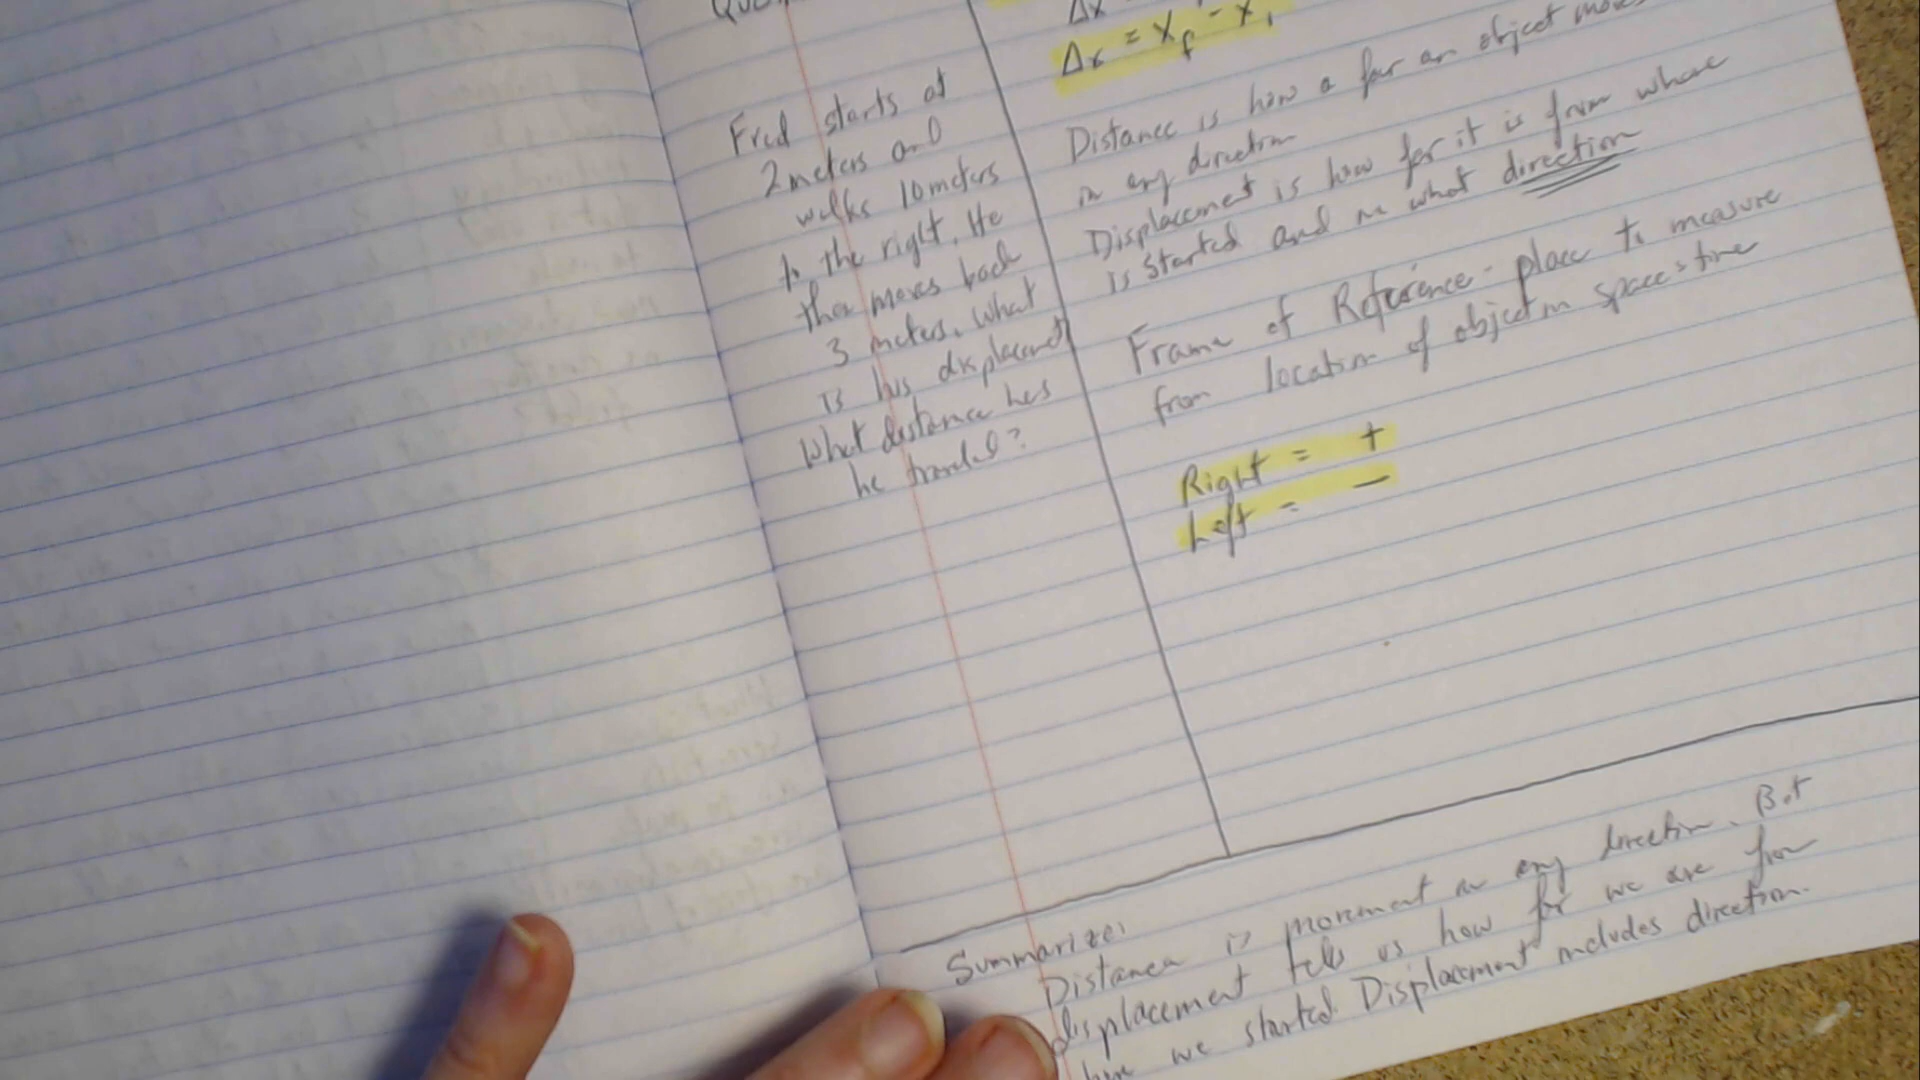 Δx
Δx = xf - xi
Fred starts at
2 meters and
walks 10 meters
to the right. He
then moves back
3 meters. What
is his displacement
What distance has
he traveled?
Distance is how a far an object moves
in any direction
Displacement is how far it is from where
is started and in what direction
Frame of Reference - place to measure
from location of object in space + time
Right = +
Left = -
Summarize:
Distance is movement in any direction. But
displacement tells us how far we are from
we started. Displacement includes direction.